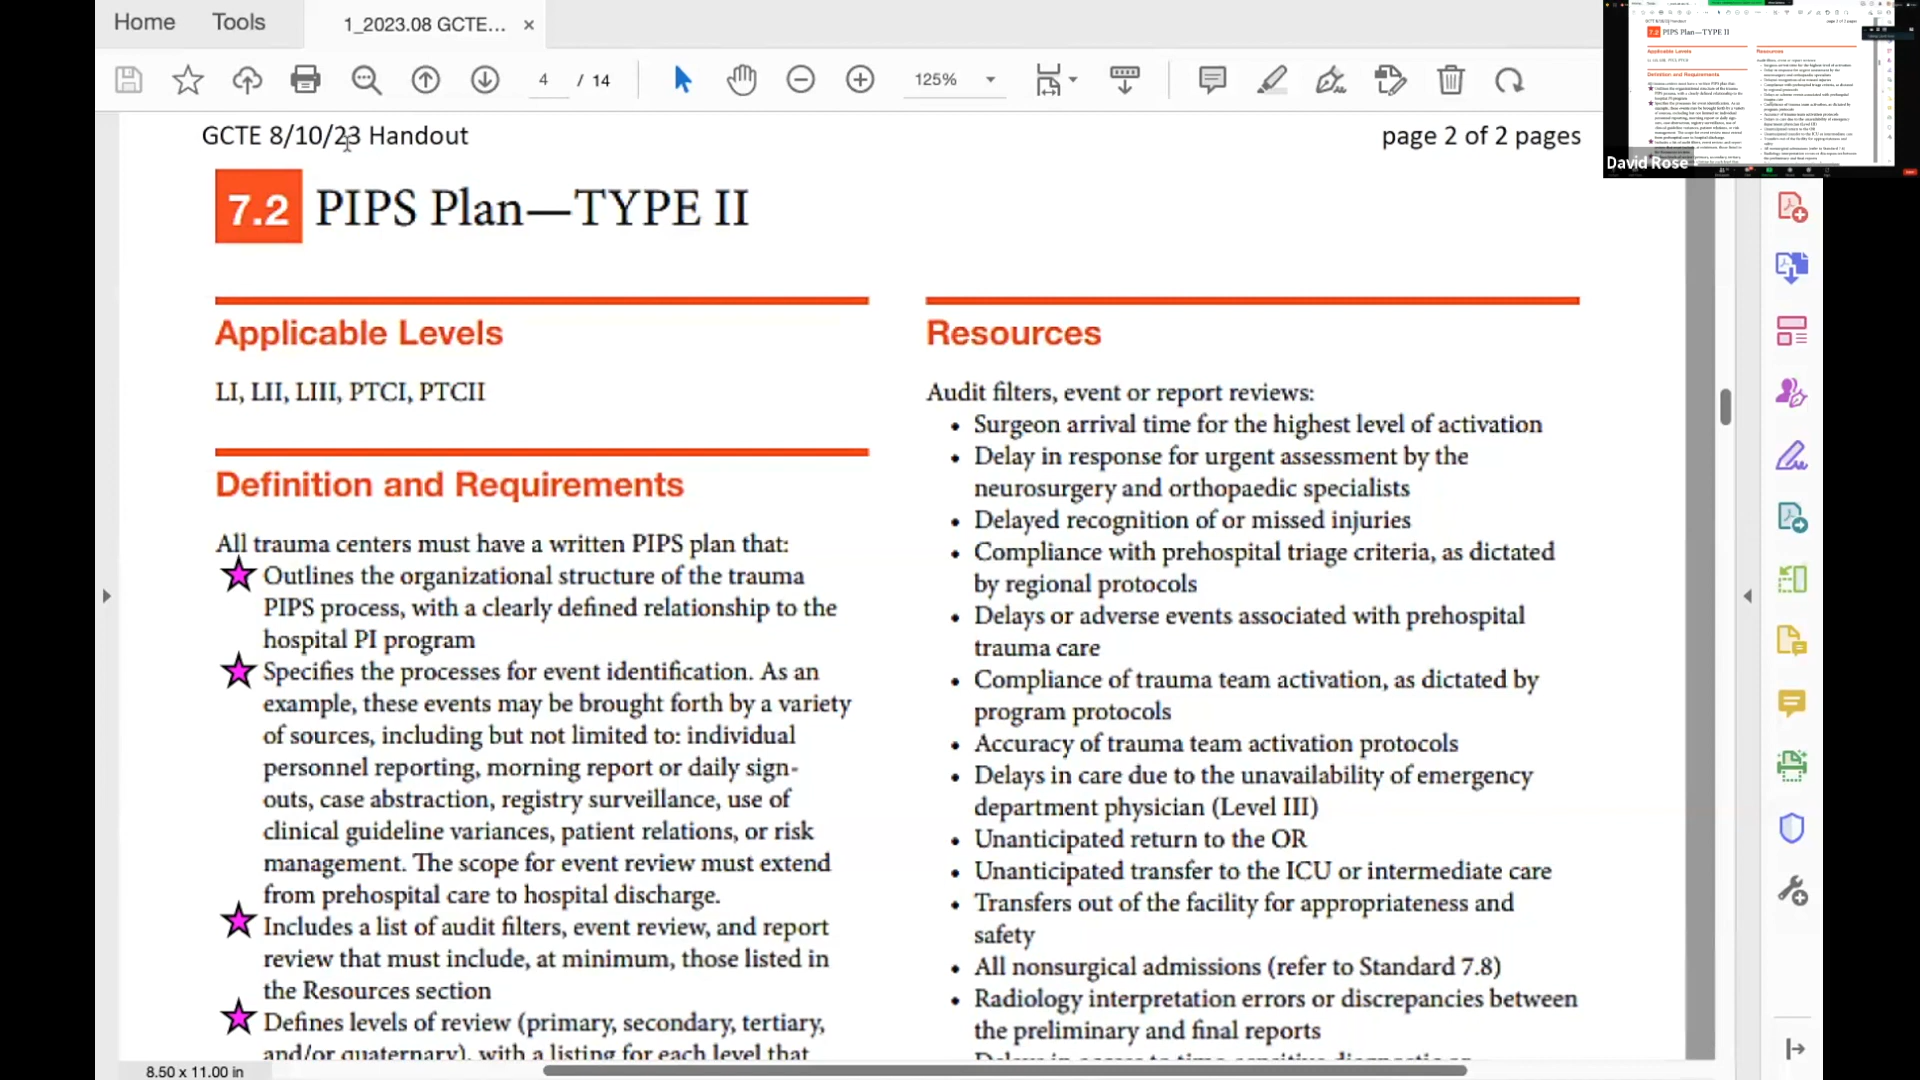 Home
Tools
1_2023.08 GCTE...
4 / 14
125%
GCTE 8/10/23 Handout
page 2 of 2 pages
7.2 PIPS Plan—TYPE II
Applicable Levels
LI, LII, LIII, PTCI, PTCII
Definition and Requirements
All trauma centers must have a written PIPS plan that:
Outlines the organizational structure of the trauma
PIPS process, with a clearly defined relationship to the
hospital PI program
Specifies the processes for event identification. As an
example, these events may be brought forth by a variety
of sources, including but not limited to: individual
personnel reporting, morning report or daily sign-
outs, case abstraction, registry surveillance, use of
clinical guideline variances, patient relations, or risk
management. The scope for event review must extend
from prehospital care to hospital discharge.
Includes a list of audit filters, event review, and report
review that must include, at minimum, those listed in
the Resources section
Defines levels of review (primary, secondary, tertiary,
and/or quaternary), with a listing for each level that
Resources
Audit filters, event or report reviews:
• Surgeon arrival time for the highest level of activation
• Delay in response for urgent assessment by the
neurosurgery and orthopaedic specialists
• Delayed recognition of or missed injuries
• Compliance with prehospital triage criteria, as dictated
by regional protocols
• Delays or adverse events associated with prehospital
trauma care
• Compliance of trauma team activation, as dictated by
program protocols
• Accuracy of trauma team activation protocols
• Delays in care due to the unavailability of emergency
department physician (Level III)
• Unanticipated return to the OR
• Unanticipated transfer to the ICU or intermediate care
• Transfers out of the facility for appropriateness and
safety
• All nonsurgical admissions (refer to Standard 7.8)
• Radiology interpretation errors or discrepancies between
the preliminary and final reports
8.50 x 11.00 in
David Rose